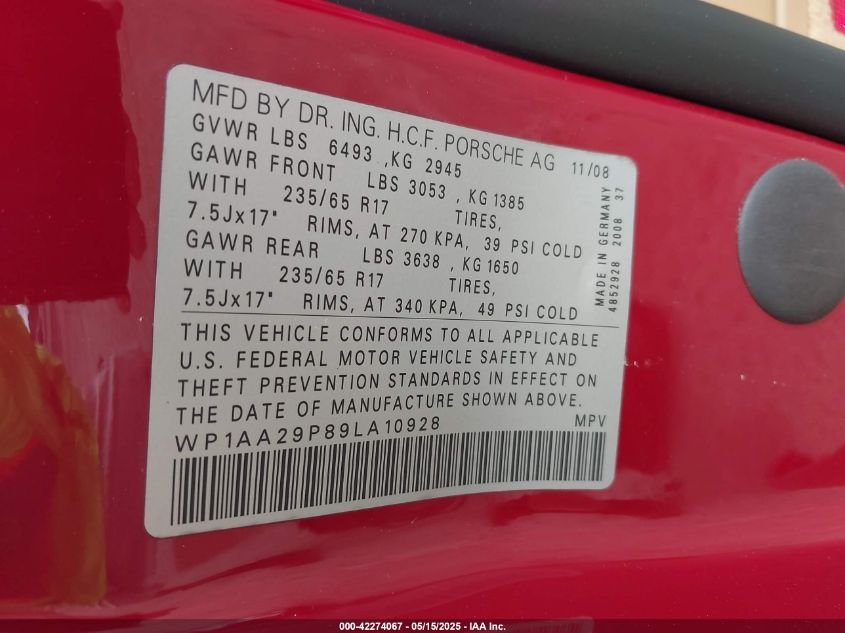 MFD BY DR. ING. H.C.F. PORSCHE AG 11/08
GVWR LBS 6493 ,KG 2945
GAWR FRONT LBS 3053 , KG 1385
WITH 235/65 R17 TIRES,
7.5Jx17" RIMS, AT 270 KPA, 39 PSI COLD
GAWR REAR LBS 3638 , KG 1650
WITH 235/65 R17 TIRES,
7.5Jx17" RIMS, AT 340 KPA, 49 PSI COLD
MADE IN GERMANY
4852928 2008 37
THIS VEHICLE CONFORMS TO ALL APPLICABLE
U.S. FEDERAL MOTOR VEHICLE SAFETY AND
THEFT PREVENTION STANDARDS IN EFFECT ON
THE DATE OF MANUFACTURE SHOWN ABOVE.
WP1AA29P89LA10928 MPV
000-42274067 - 05/15/2025 - IAA Inc.